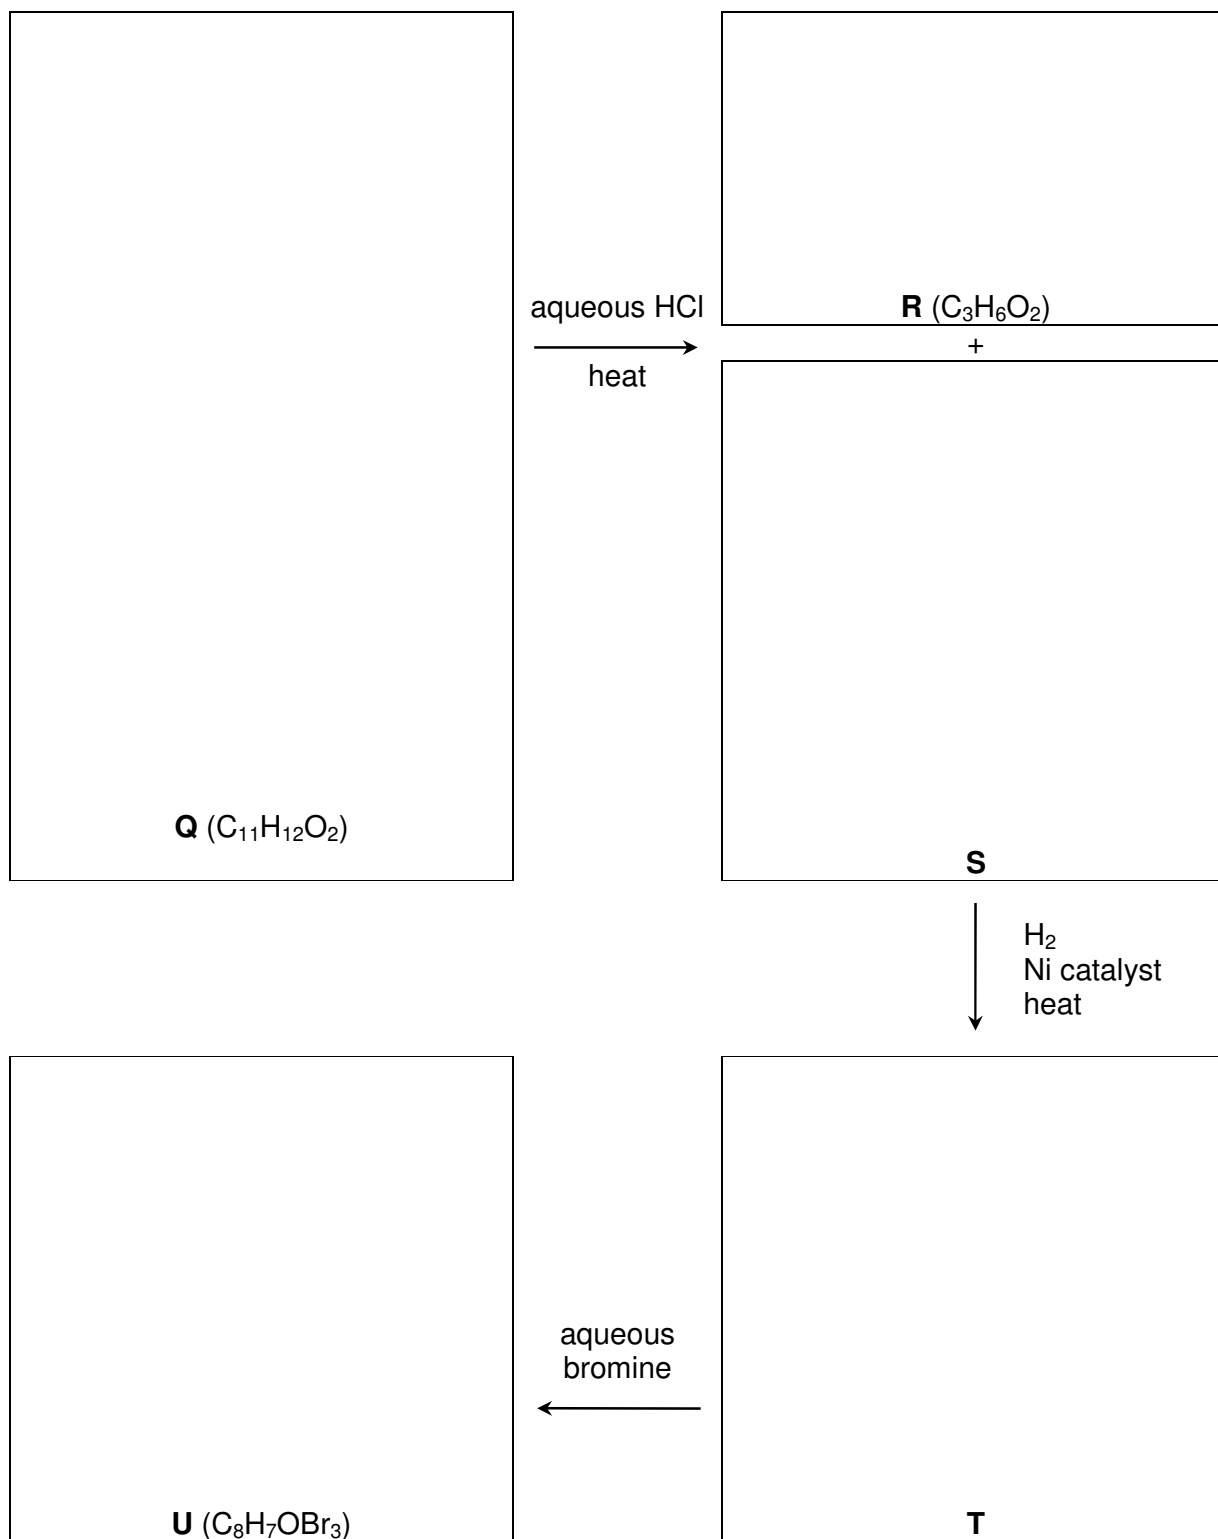 aqueous HCl
heat
R (C₃H₆O₂)
+
Q (C₁₁H₁₂O₂)
S
H₂
Ni catalyst
heat
aqueous
bromine
U (C₈H₇OBr₃)
T